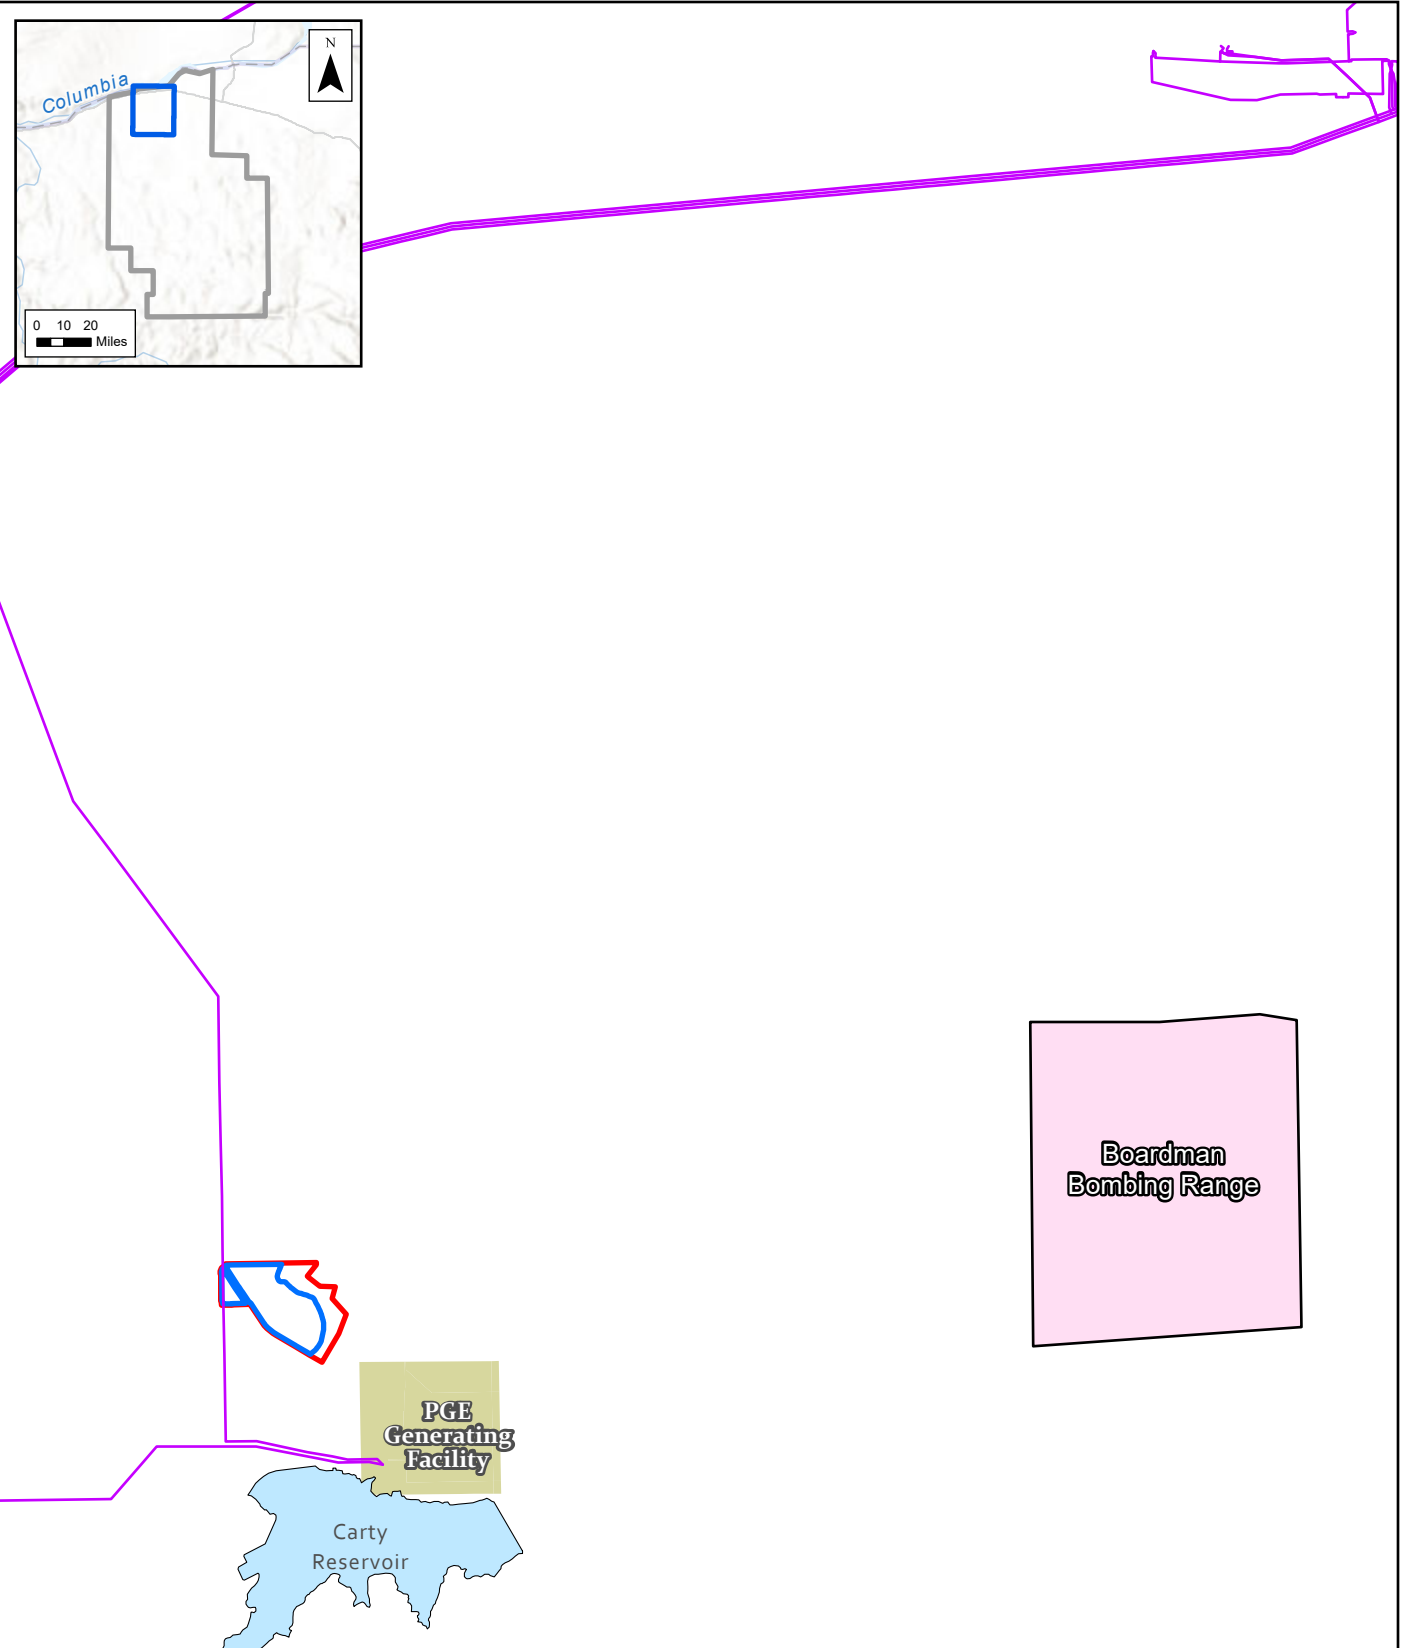 N
Columbia
0 10 20
Miles
Boardman
Bombing Range
PGE
Generating
Facility
Carty
Reservoir